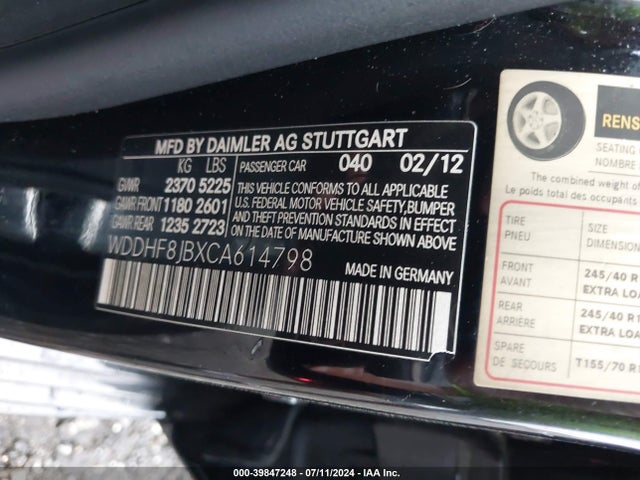 MFD BY DAIMLER AG STUTTGART
KG LBS
PASSENGER CAR 040 02/12
GVWR 2370 5225
GAWR FRONT 1180 2601
GAWR REAR 1235 2723
THIS VEHICLE CONFORMS TO ALL APPLICABLE
U.S. FEDERAL MOTOR VEHICLE SAFETY, BUMPER
AND THEFT PREVENTION STANDARDS IN EFFECT
ON THE DATE OF MANUFACTURE SHOWN ABOVE.
WDDHF8JBXCA614798
RENS
SEATING
NOMBRE
The combined weight of
Le poids total des occupants
TIRE
PNEU
SIZE
DIMENSION
FRONT
AVANT
245/40 R
EXTRA LOA
REAR
ARRIÈRE
245/40 R1
EXTRA LOA
SPARE
DE SECOURS
T155/70 R1
000-39847248 - 07/11/2024 - IAA Inc.